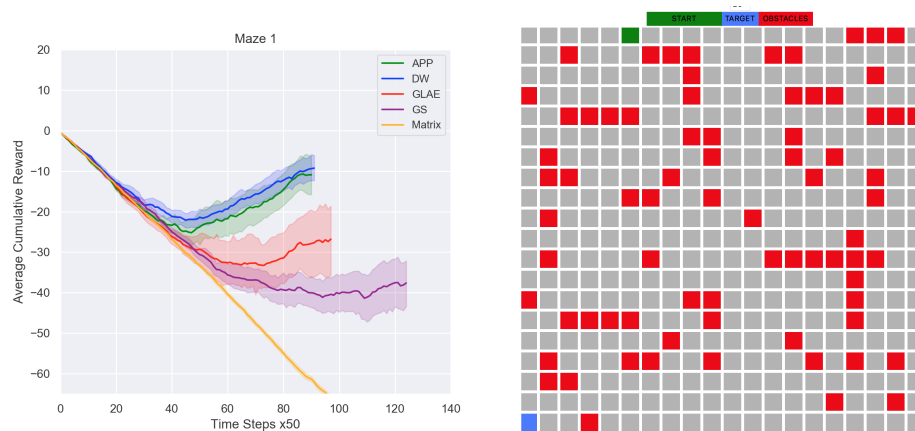 Maze 1
Average Cumulative Reward
20
10
0
−10
−20
−30
−40
−50
−60
0 20 40 60 80 100 120 140
Time Steps x50
APP
DW
GLAE
GS
Matrix
START TARGET OBSTACLES